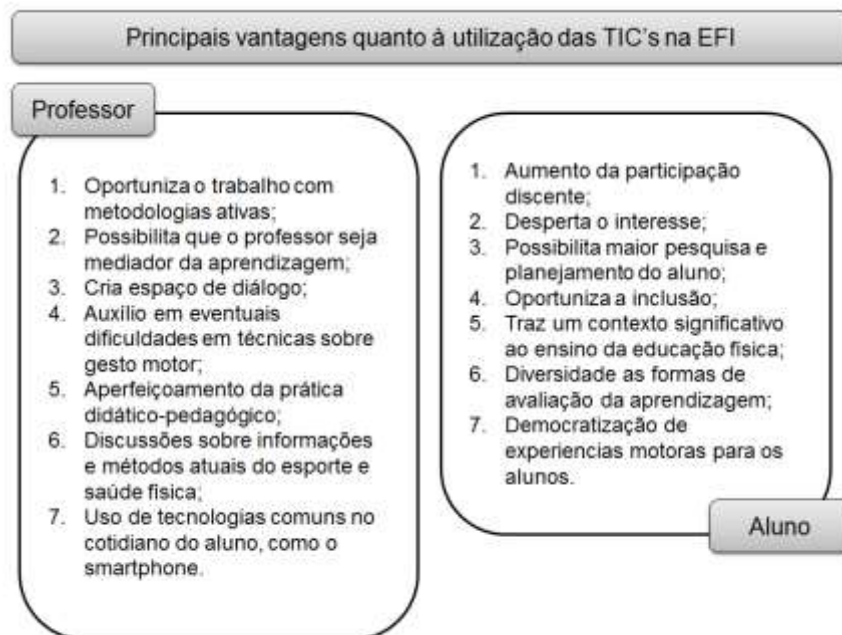 Principais vantagens quanto à utilização das TIC's na EFI
Professor
1. Oportuniza o trabalho com
metodologias ativas;
2. Possibilita que o professor seja
mediador da aprendizagem;
3. Cria espaço de diálogo;
4. Auxílio em eventuais
dificuldades em técnicas sobre
gesto motor;
5. Aperfeiçoamento da prática
didático-pedagógico;
6. Discussões sobre informações
e métodos atuais do esporte e
saúde física;
7. Uso de tecnologias comuns no
cotidiano do aluno, como o
smartphone.
1. Aumento da participação
discente;
2. Desperta o interesse;
3. Possibilita maior pesquisa e
planejamento do aluno;
4. Oportuniza a inclusão;
5. Traz um contexto significativo
ao ensino da educação física;
6. Diversidade as formas de
avaliação da aprendizagem;
7. Democratização de
experiencias motoras para os
alunos.
Aluno